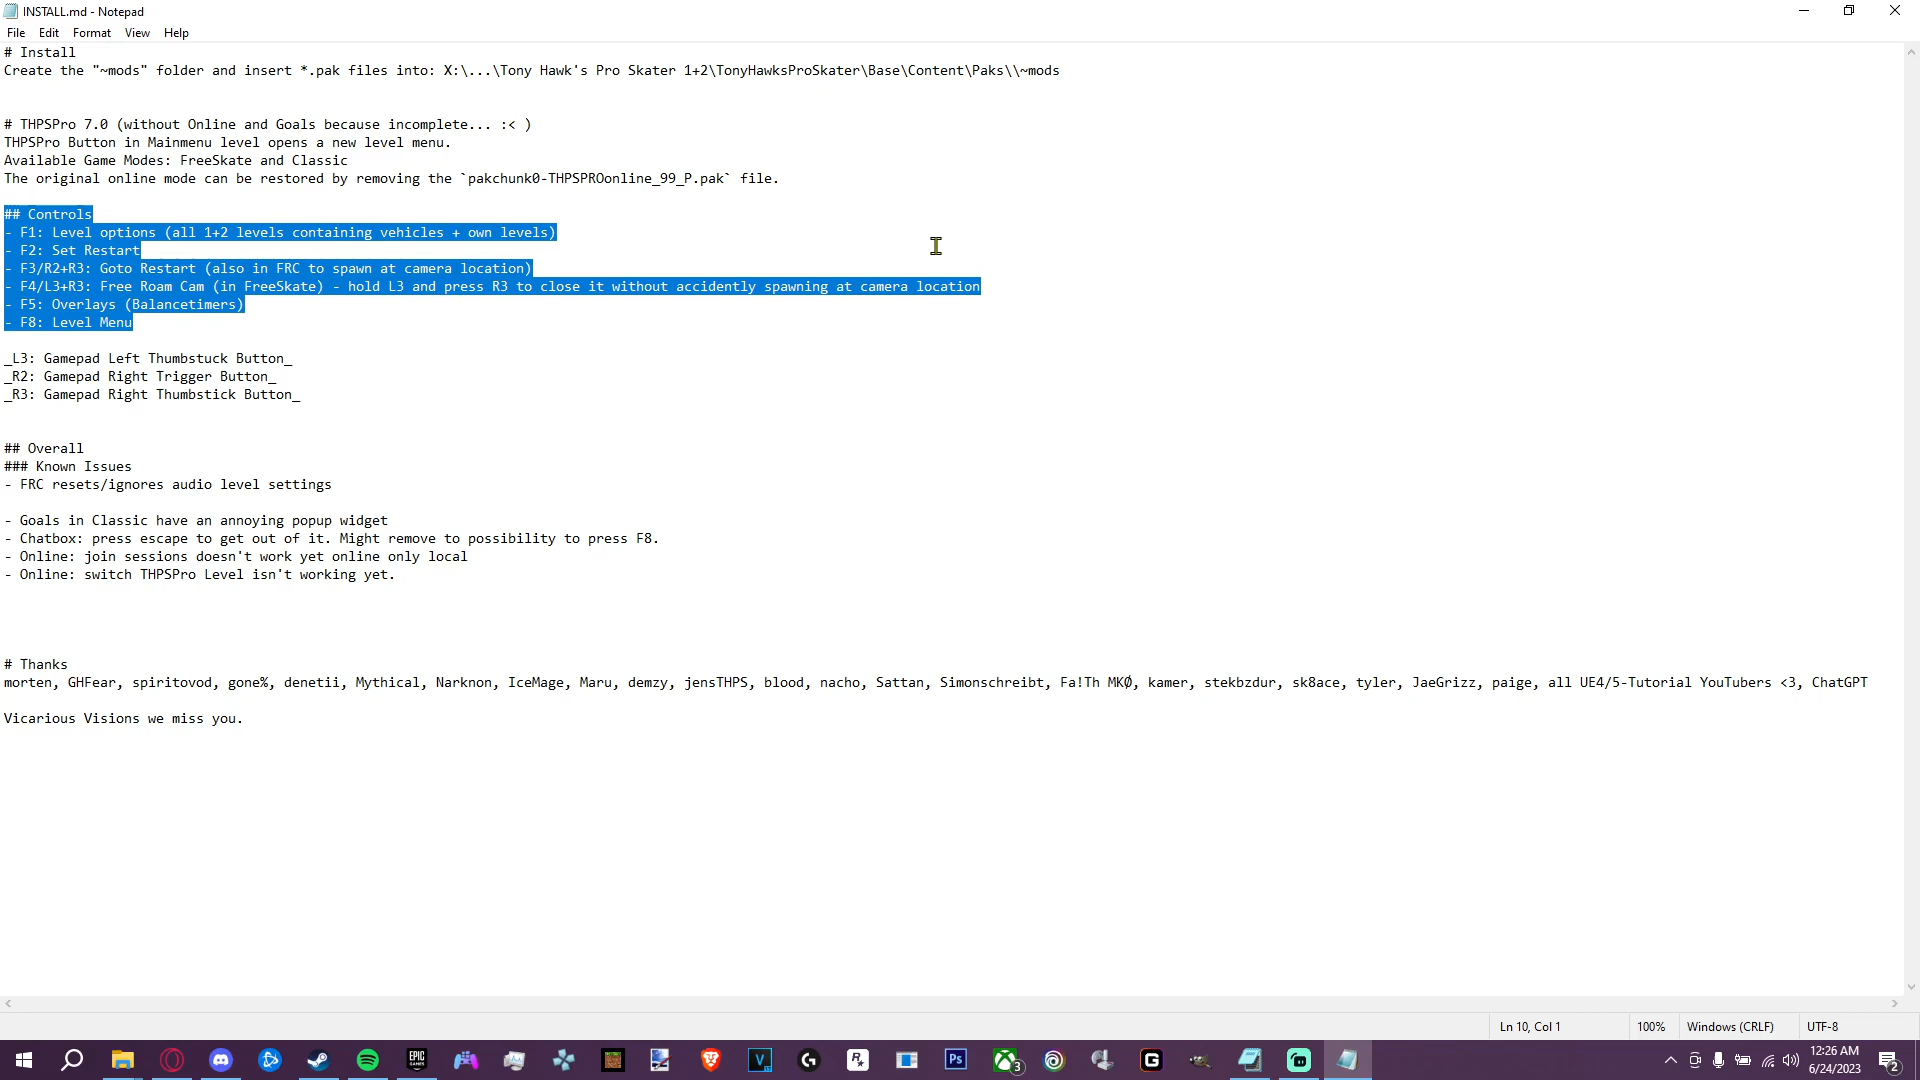 INSTALL.md - Notepad
File Edit Format View Help
# Install
Create the "~mods" folder and insert *.pak files into: X:\...\Tony Hawk's Pro Skater 1+2\TonyHawksProSkater\Base\Content\Paks\\~mods
# THPSPro 7.0 (without Online and Goals because incomplete... :< )
THPSPro Button in Mainmenu level opens a new level menu.
Available Game Modes: FreeSkate and Classic
The original online mode can be restored by removing the `pakchunk0-THPSPROonline_99_P.pak` file.
## Controls
- F1: Level options (all 1+2 levels containing vehicles + own levels)
- F2: Set Restart
- F3/R2+R3: Goto Restart (also in FRC to spawn at camera location)
- F4/L3+R3: Free Roam Cam (in FreeSkate) - hold L3 and press R3 to close it without accidently spawning at camera location
- F5: Overlays (Balancetimers)
- F8: Level Menu
_L3: Gamepad Left Thumbstuck Button_
_R2: Gamepad Right Trigger Button_
_R3: Gamepad Right Thumbstick Button_
## Overall
### Known Issues
- FRC resets/ignores audio level settings
- Goals in Classic have an annoying popup widget
- Chatbox: press escape to get out of it. Might remove to possibility to press F8.
- Online: join sessions doesn't work yet online only local
- Online: switch THPSPro Level isn't working yet.
# Thanks
morten, GHFear, spiritovod, gone%, denetii, Mythical, Narknon, IceMage, Maru, demzy, jensTHPS, blood, nacho, Sattan, Simonschreibt, Fa!Th MKØ, kamer, stekbzdur, sk8ace, tyler, JaeGrizz, paige, all UE4/5-Tutorial YouTubers <3, ChatGPT
Vicarious Visions we miss you.
Ln 10, Col 1 100% Windows (CRLF) UTF-8
EPIC GAMES V R Ps 3 G 12:26 AM
6/24/2023 2